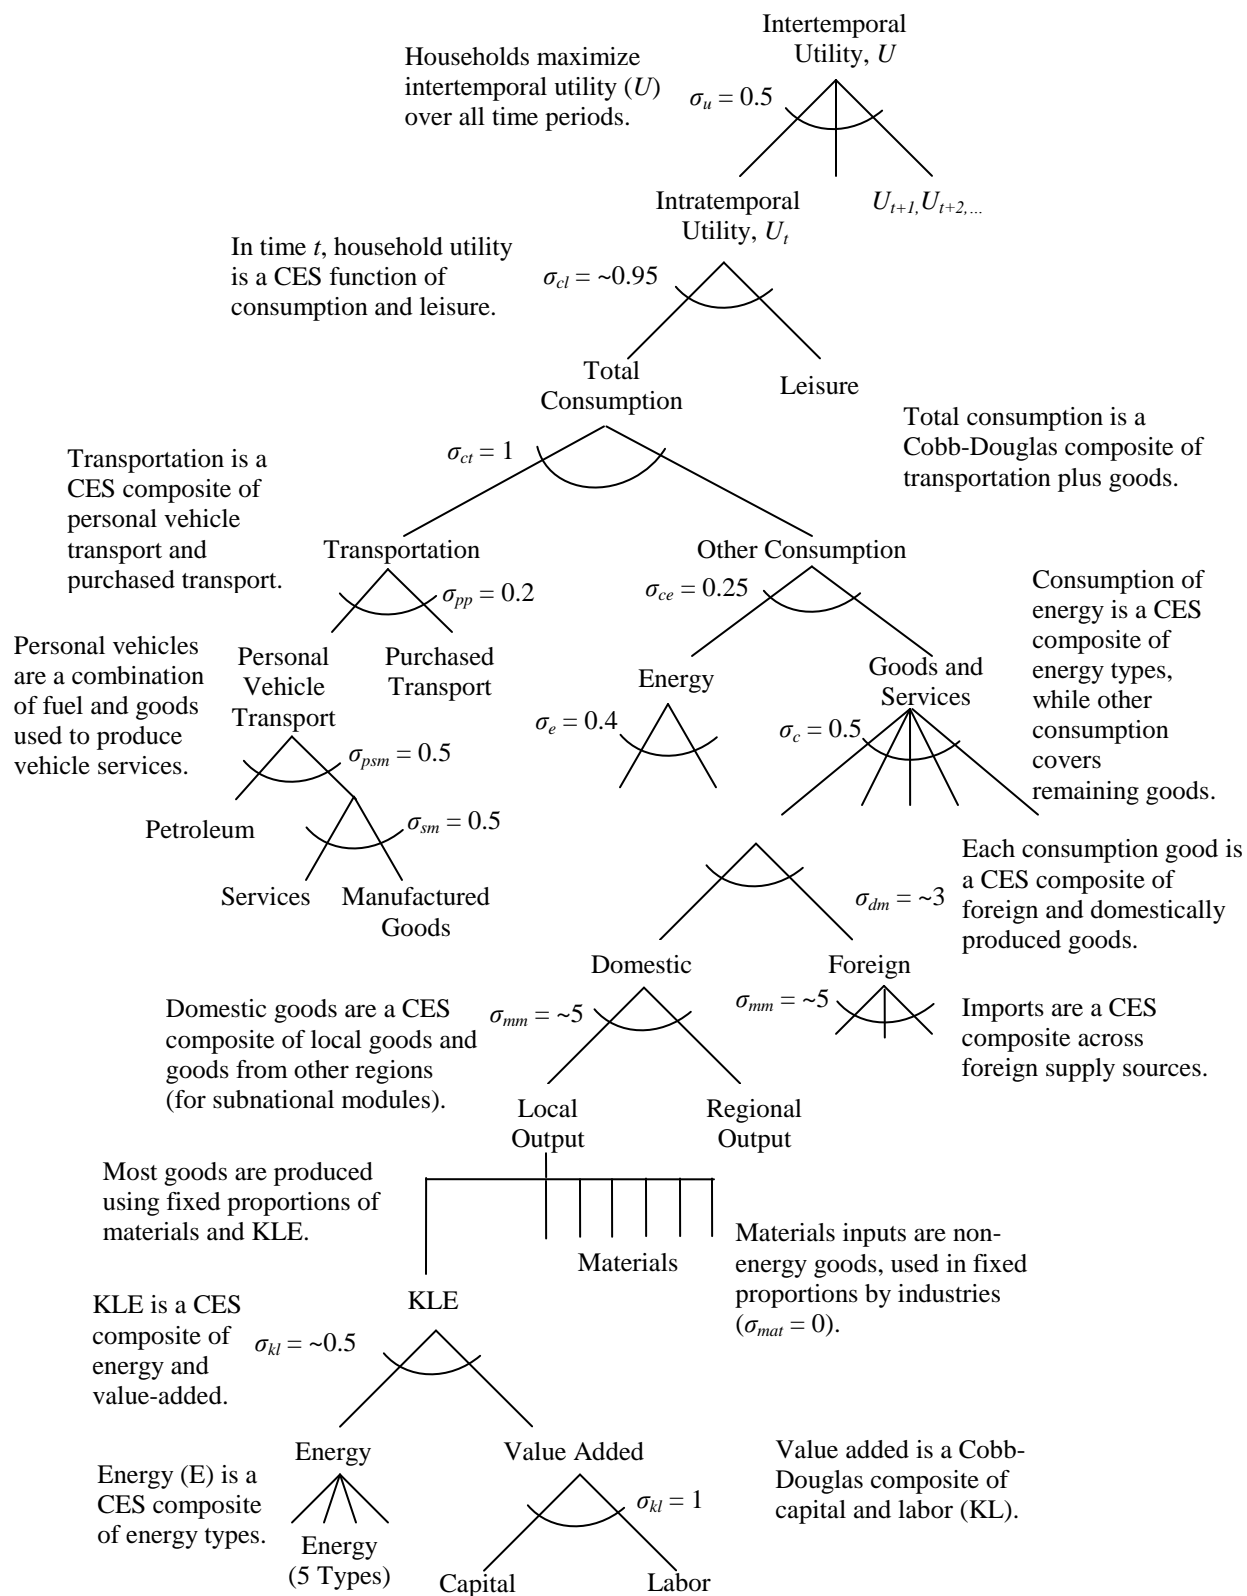 Intertemporal
Utility, U
Households maximize
intertemporal utility (U)
over all time periods.
σu = 0.5
Intratemporal
Utility, Ut
Ut+1,Ut+2,...
In time t, household utility
is a CES function of
consumption and leisure.
σcl = ~0.95
Total
Consumption
Leisure
Total consumption is a
Cobb-Douglas composite of
transportation plus goods.
σct = 1
Transportation is a
CES composite of
personal vehicle
transport and
purchased transport.
Transportation
Other Consumption
σpp = 0.2
σce = 0.25
Consumption of
energy is a CES
composite of
energy types,
while other
consumption
covers
remaining goods.
Personal vehicles
are a combination
of fuel and goods
used to produce
vehicle services.
Personal
Vehicle
Transport
Purchased
Transport
Energy
Goods and
Services
σe = 0.4
σc = 0.5
σpsm = 0.5
Petroleum
σsm = 0.5
Services
Manufactured
Goods
Each consumption good is
a CES composite of
foreign and domestically
produced goods.
σdm = ~3
Domestic
Foreign
Domestic goods are a CES
composite of local goods and
goods from other regions
(for subnational modules).
σmm = ~5
σmm = ~5
Imports are a CES
composite across
foreign supply sources.
Local
Output
Regional
Output
Most goods are produced
using fixed proportions of
materials and KLE.
Materials
Materials inputs are non-
energy goods, used in fixed
proportions by industries
(σmat = 0).
KLE
KLE is a CES
composite of
energy and
value-added.
σkl = ~0.5
Energy
Value Added
Value added is a Cobb-
Douglas composite of
capital and labor (KL).
Energy (E) is a
CES composite
of energy types.
σkl = 1
Energy
(5 Types)
Capital
Labor